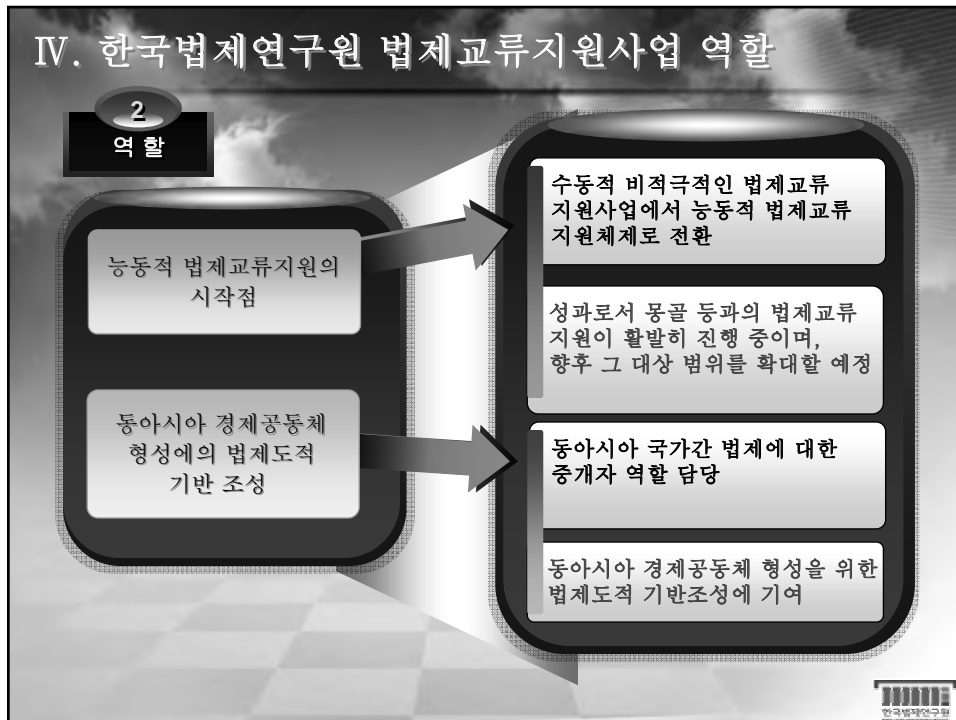 Ⅳ. 한국법제연구원 법제교류지원사업 역할
2
역 할
능동적 법제교류지원의
시작점
동아시아 경제공동체
형성에의 법제도적
기반 조성
수동적 비적극적인 법제교류
지원사업에서 능동적 법제교류
지원체제로 전환
성과로서 몽골 등과의 법제교류
지원이 활발히 진행 중이며,
향후 그 대상 범위를 확대할 예정
동아시아 국가간 법제에 대한
중개자 역할 담당
동아시아 경제공동체 형성을 위한
법제도적 기반조성에 기여
한국법제연구원